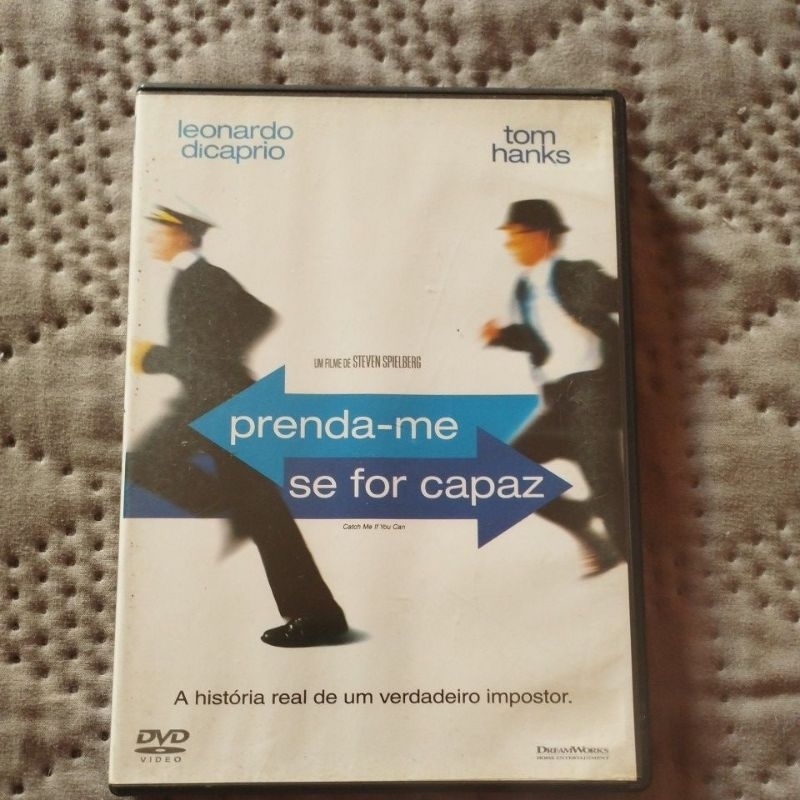 leonardo
dicaprio
tom
hanks
UM FILME DE STEVEN SPIELBERG
prenda-me
se for capaz
Catch Me If You Can
A história real de um verdadeiro impostor.
DVD
VIDEO
DREAMWORKS
HOME ENTERTAINMENT